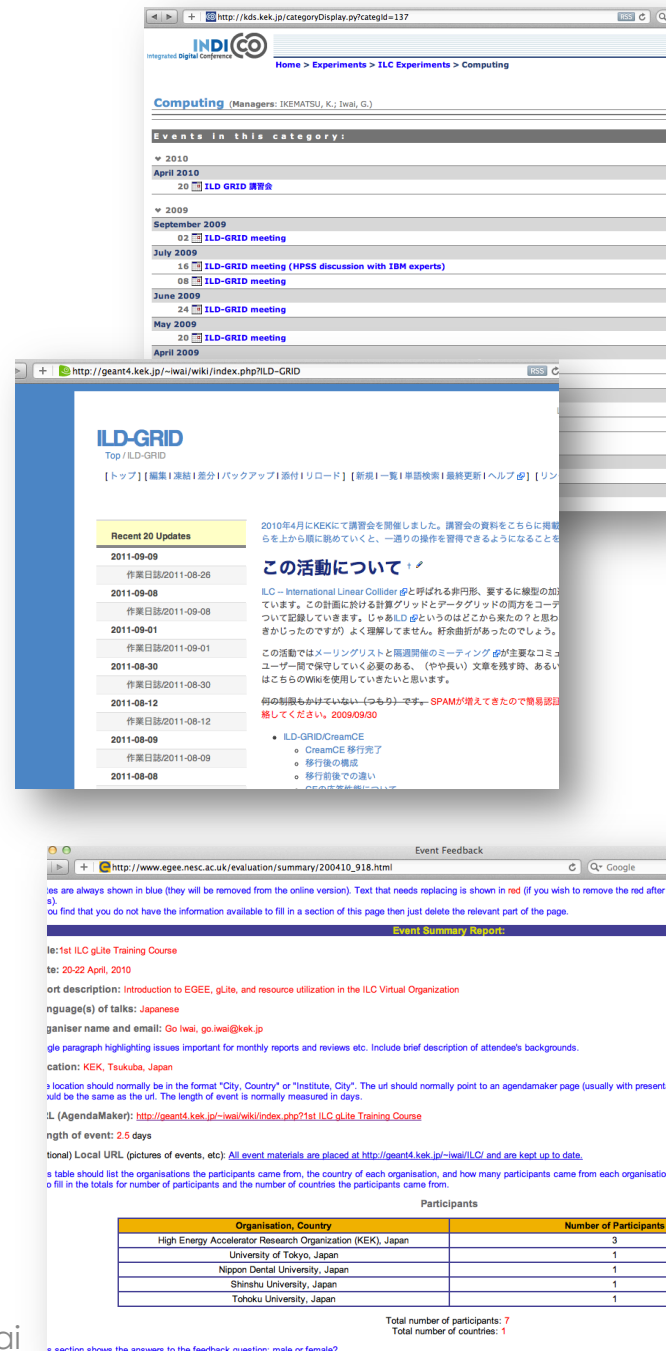 http://kds.kek.jp/categoryDisplay.py?categId=137
RSS
INDICO
Integrated Digital Conference
Home > Experiments > ILC Experiments > Computing
Computing (Managers: IKEMATSU, K.; Iwai, G.)
Events in this category:
2010
April 2010
20 ILD GRID 講習会
2009
September 2009
02 ILD-GRID meeting
July 2009
16 ILD-GRID meeting (HPSS discussion with IBM experts)
08 ILD-GRID meeting
June 2009
24 ILD-GRID meeting
May 2009
20 ILD-GRID meeting
April 2009
http://geant4.kek.jp/~iwai/wiki/index.php?ILD-GRID
RSS
ILD-GRID
Top / ILD-GRID
[ トップ ] [ 編集 | 凍結 | 差分 | バックアップ | 添付 | リロード ] [ 新規 | 一覧 | 単語検索 | 最終更新 | ヘルプ ] [ リン
Recent 20 Updates
2011-09-09
作業日誌/2011-08-26
2011-09-08
作業日誌/2011-09-08
2011-09-01
作業日誌/2011-09-01
2011-08-30
作業日誌/2011-08-30
2011-08-12
作業日誌/2011-08-12
2011-08-09
作業日誌/2011-08-09
2011-08-08
2010年4月にKEKにて講習会を開催しました。講習会の資料をこちらに掲載
らを上から順に眺めていくと、一通りの操作を習得できるようになることを
この活動について
ILC -- International Linear Collider と呼ばれる非円形、要するに線型の加
ています。この計画に於ける計算グリッドとデータグリッドの両方をコーデ
ついて記録していきます。じゃあILD というのはどこから来たの？と思わ
きかじったのですが）よく理解してません。紆余曲折があったのでしょう。
この活動ではメーリングリストと隔週開催のミーティング が主要なコミュ
ユーザー間で保守していく必要のある、（やや長い）文章を残す時、あるい
はこちらのWikiを使用していきたいと思います。
何の制限もかけていない（つもり）です。 SPAMが増えてきたので簡易認証
絡してください。2009/09/30
ILD-GRID/CreamCE
CreamCE 移行完了
移行後の構成
移行前後での違い
CEの応答性能について
Event Feedback
http://www.egee.nesc.ac.uk/evaluation/summary/200410_918.html
Google
es are always shown in blue (they will be removed from the online version). Text that needs replacing is shown in red (if you wish to remove the red after
s).
ou find that you do not have the information available to fill in a section of this page then just delete the relevant part of the page.
Event Summary Report:
le: 1st ILC gLite Training Course
te: 20-22 April, 2010
ort description: Introduction to EGEE, gLite, and resource utilization in the ILC Virtual Organization
nguage(s) of talks: Japanese
ganiser name and email: Go Iwai, go.iwai@kek.jp
gle paragraph highlighting issues important for monthly reports and reviews etc. Include brief description of attendee's backgrounds.
cation: KEK, Tsukuba, Japan
e location should normally be in the format "City, Country" or "Institute, City". The url should normally point to an agendamaker page (usually with present
ould be the same as the url. The length of event is normally measured in days.
L (AgendaMaker): http://geant4.kek.jp/~iwai/wiki/index.php?1st ILC gLite Training Course
ngth of event: 2.5 days
tional) Local URL (pictures of events, etc): All event materials are placed at http://geant4.kek.jp/~iwai/ILC/ and are kept up to date.
s table should list the organisations the participants came from, the country of each organisation, and how many participants came from each organisatio
o fill in the totals for number of participants and the number of countries the participants came from.
Participants
Organisation, Country Number of Participants
High Energy Accelerator Research Organization (KEK), Japan 3
University of Tokyo, Japan 1
Nippon Dental University, Japan 1
Shinshu University, Japan 1
Tohoku University, Japan 1
Total number of participants: 7
Total number of countries: 1
s section shows the answers to the feedback question: male or female?
ai